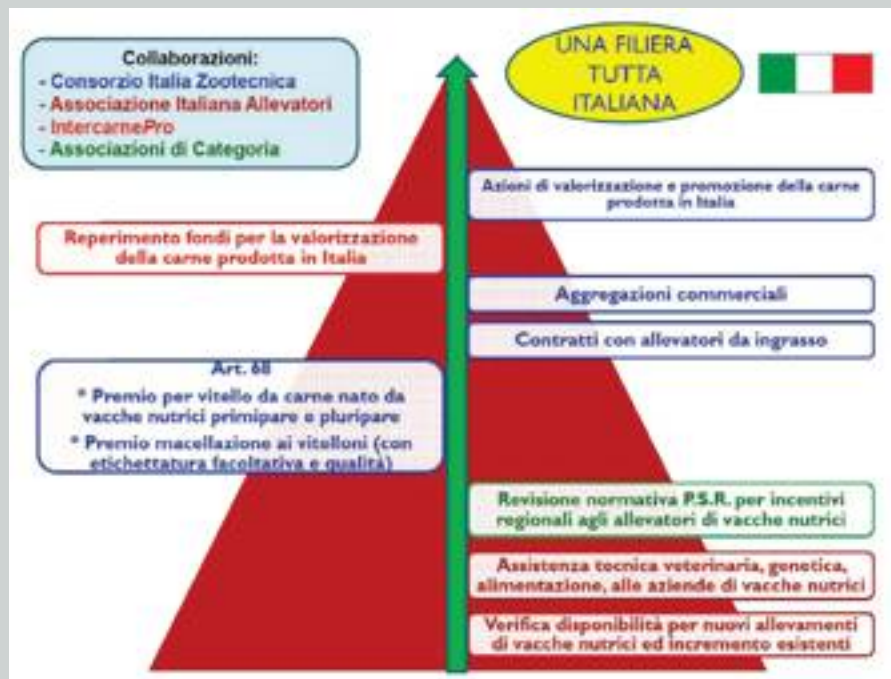 Collaborazioni:
- Consorzio Italia Zootecnica
- Associazione Italiana Allevatori
- IntercarnePro
- Associazioni di Categoria
UNA FILIERA
TUTTA
ITALIANA
Azioni di valorizzazione e promozione della carne
prodotta in Italia
Reperimento fondi per la valorizzazione
della carne prodotta in Italia
Aggregazioni commerciali
Contratti con allevatori da ingrasso
Art. 68
* Premio per vitello da carne nato da
vacche nutrici primipare e pluripare
* Premio macellazione ai vitelloni (con
etichettatura facoltativa e qualità)
Revisione normativa P.S.R. per incentivi
regionali agli allevatori di vacche nutrici
Assistenza tecnica veterinaria, genetica,
alimentazione, alle aziende di vacche nutrici
Verifica disponibilità per nuovi allevamenti
di vacche nutrici ed incremento esistenti